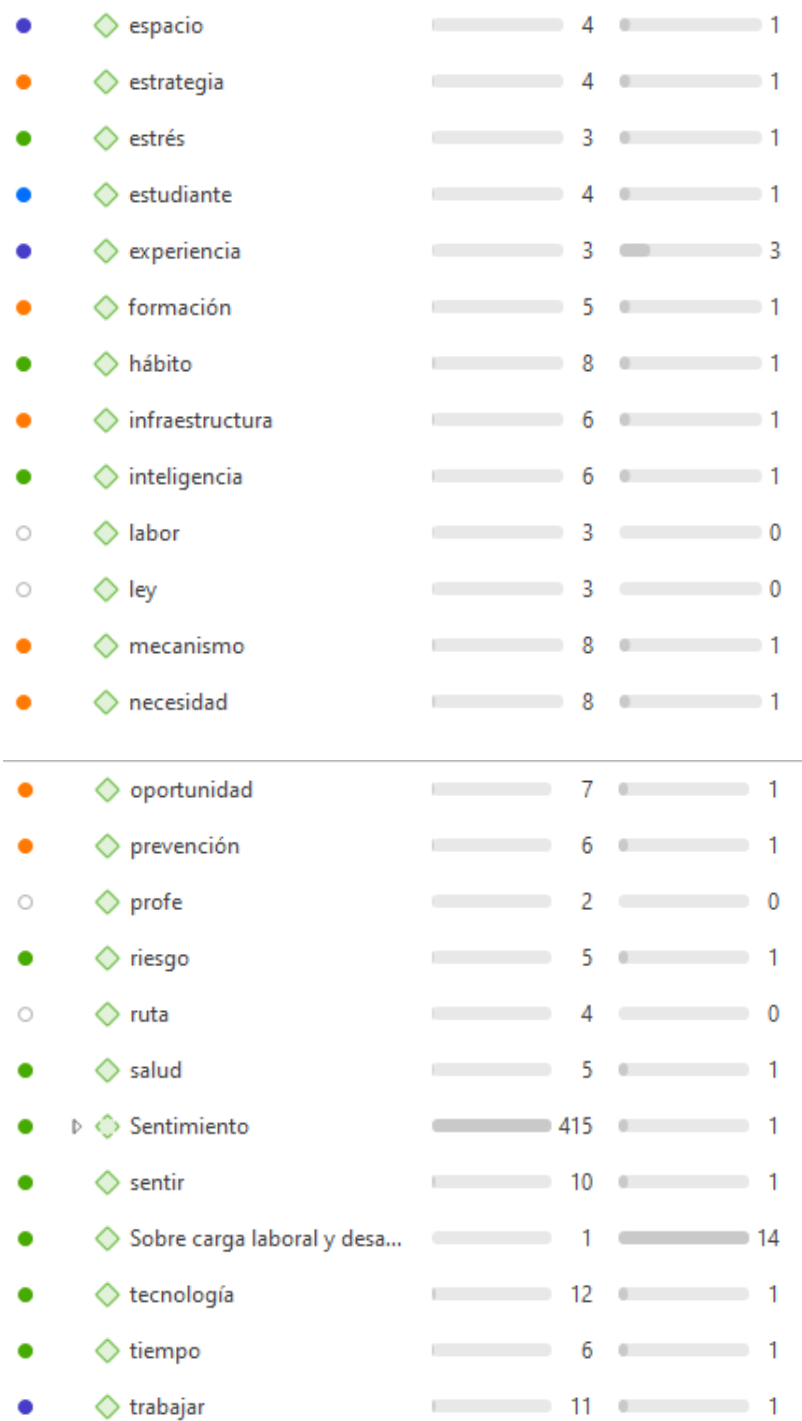 espacio 4 1
estrategia 4 1
estrés 3 1
estudiante 4 1
experiencia 3 3
formación 5 1
hábito 8 1
infraestructura 6 1
inteligencia 6 1
labor 3 0
ley 3 0
mecanismo 8 1
necesidad 8 1
oportunidad 7 1
prevención 6 1
profe 2 0
riesgo 5 1
ruta 4 0
salud 5 1
Sentimiento 415 1
sentir 10 1
Sobre carga laboral y desa... 1 14
tecnología 12 1
tiempo 6 1
trabajar 11 1